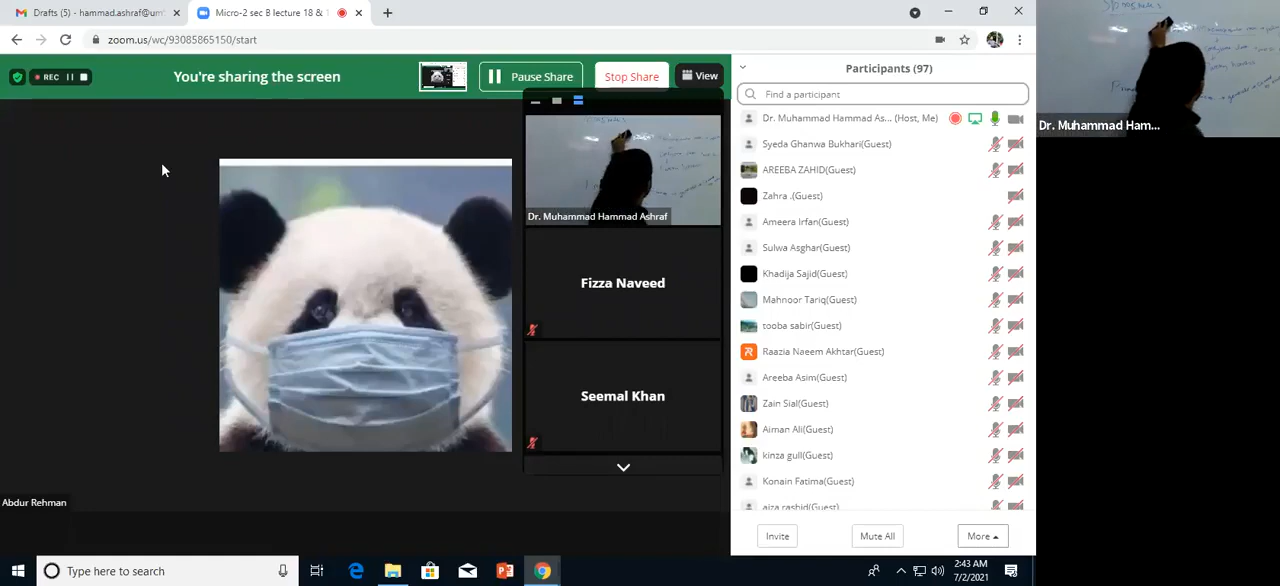 Drafts (5) - hammad.ashraf@um
Micro-2 sec B lecture 18 &
zoom.us/wc/93085865150/start
REC
You're sharing the screen
Pause Share
Stop Share
View
Participants (97)
Find a participant
Dr. Muhammad Hammad As... (Host, Me)
Syeda Ghanwa Bukhari(Guest)
AREEBA ZAHID(Guest)
Zahra .(Guest)
Ameera Irfan(Guest)
Sulwa Asghar(Guest)
Khadija Sajid(Guest)
Mahnoor Tariq(Guest)
tooba sabir(Guest)
R Raazia Naeem Akhtar(Guest)
Areeba Asim(Guest)
Zain Sial(Guest)
Aiman Ali(Guest)
kinza gull(Guest)
Konain Fatima(Guest)
aiza rashid(Guest)
Invite
Mute All
More
Dr. Muhammad Hammad Ashraf
Fizza Naveed
Seemal Khan
Abdur Rehman
Dr. Muhammad Ham...
Type here to search
2:43 AM
7/2/2021